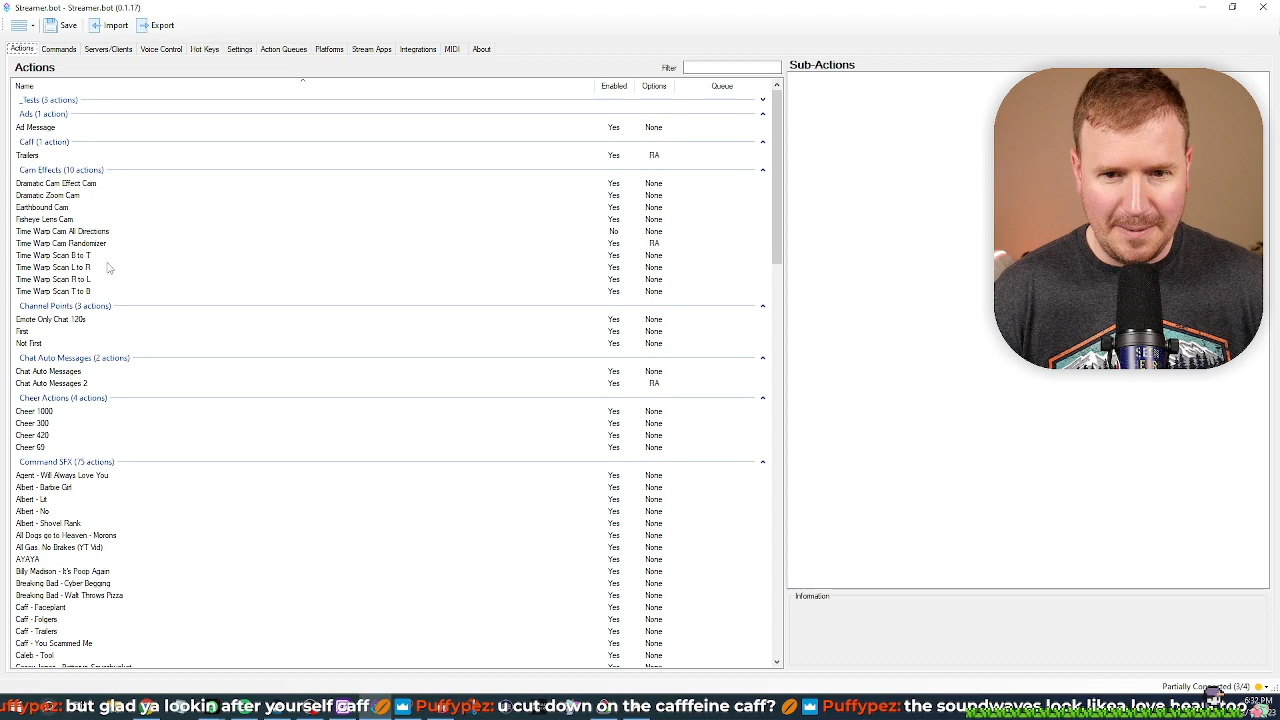 Streamer.bot - Streamer.bot (0.1.17)
Save Import Export
Actions Commands Servers/Clients Voice Control Hot Keys Settings Action Queues Platforms Stream Apps Integrations MIDI About
Actions
Filter
Sub-Actions
Name Enabled Options Queue
_Tests (3 actions)
Ads (1 action)
Ad Message Yes None
Caff (1 action)
Trailers Yes RA
Cam Effects (10 actions)
Dramatic Cam Effect Cam Yes None
Dramatic Zoom Cam Yes None
Earthbound Cam Yes None
Fisheye Lens Cam Yes None
Time Warp Cam All Directions No None
Time Warp Cam Randomizer Yes RA
Time Warp Scan B to T Yes None
Time Warp Scan L to R Yes None
Time Warp Scan R to L Yes None
Time Warp Scan T to B Yes None
Channel Points (3 actions)
Emote Only Chat 120s Yes None
First Yes None
Not First Yes None
Chat Auto Messages (2 actions)
Chat Auto Messages Yes None
Chat Auto Messages 2 Yes RA
Cheer Actions (4 actions)
Cheer 1000 Yes None
Cheer 300 Yes None
Cheer 420 Yes None
Cheer 69 Yes None
Command SFX (75 actions)
Agent - Will Always Love You Yes None
Albert - Barbie Girl Yes None
Albert - Lit Yes None
Albert - No Yes None
Albert - Shovel Rank Yes None
All Dogs go to Heaven - Morons Yes None
All Gas, No Brakes (YT Vid) Yes None
AYAYA Yes None
Billy Madison - It's Poop Again Yes None
Breaking Bad - Cyber Begging Yes None
Breaking Bad - Walt Throws Pizza Yes None
Caff - Faceplant Yes None
Caff - Folgers Yes None
Caff - Trailers Yes None
Caff - You Scammed Me Yes None
Caleb - Tool Yes None
Information
Partially Connected (3/4)
uffypez: but glad ya lookin after yourself caff Puffypez: u cut down on the cafffeine caff? Puffypez: the soundwaves look liken a love heart
6:32 PM